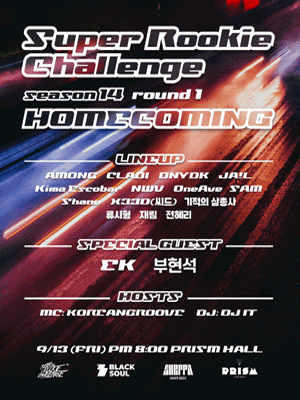 Super Rookie
Challenge
season 14 round 1
HOMECOMING
LINEUP
AMONG CLADI DNYDK JA!L
Kima Escobar NWV OneAve SAM
Shane X33D(씨드) 기적의 삼총사
류시형 재림 전혜리
SPECIAL GUEST
EK 부현석
HOSTS
MC: KOREANGROOVE DJ: DJ IT
9/13 (FRI) PM 8:00 PRISM HALL
BLACK
SOUL
PRISM